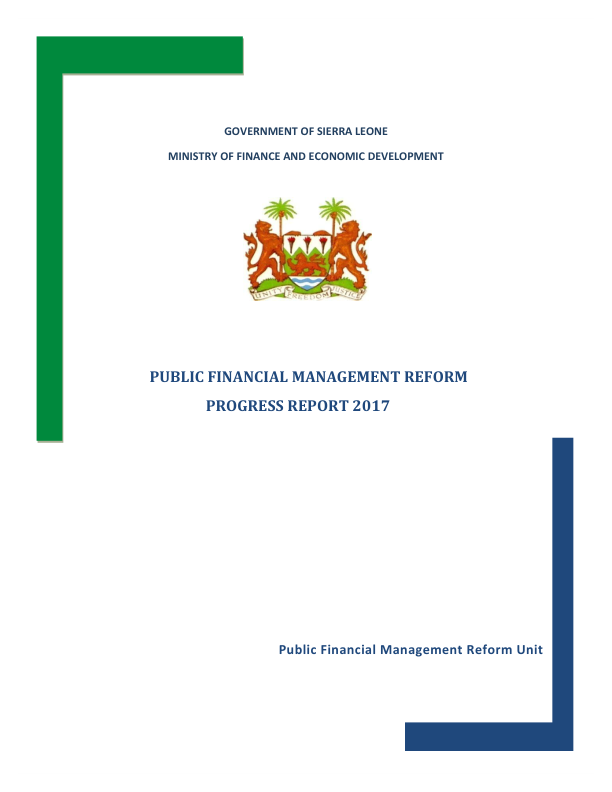 GOVERNMENT OF SIERRA LEONE
MINISTRY OF FINANCE AND ECONOMIC DEVELOPMENT
UNITY FREEDOM JUSTICE
PUBLIC FINANCIAL MANAGEMENT REFORM
PROGRESS REPORT 2017
Public Financial Management Reform Unit